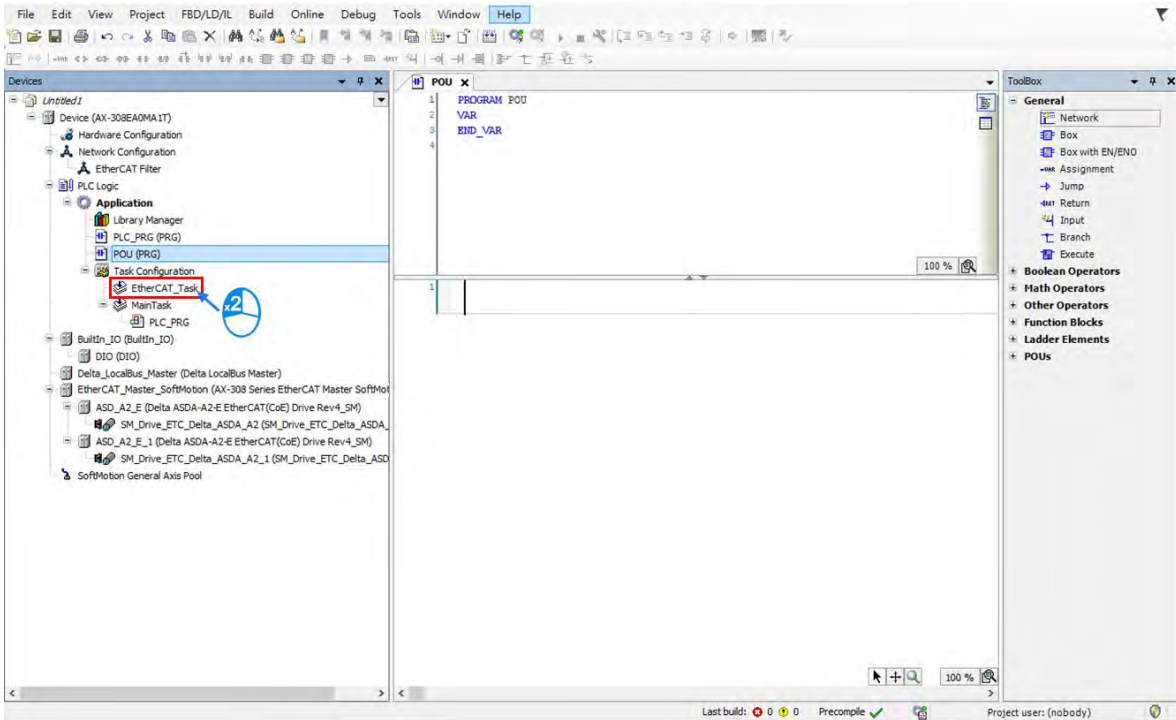 File Edit View Project FBD/LD/IL Build Online Debug Tools Window Help
Devices
Untitled1
Device (AX-308EA0MA1T)
Hardware Configuration
Network Configuration
EtherCAT Filter
PLC Logic
Application
Library Manager
PLC_PRG (PRG)
POU (PRG)
Task Configuration
EtherCAT_Task
x2
MainTask
PLC_PRG
BuiltIn_IO (BuiltIn_IO)
DIO (DIO)
Delta_LocalBus_Master (Delta LocalBus Master)
EtherCAT_Master_SoftMotion (AX-308 Series EtherCAT Master SoftMot
ASD_A2_E (Delta ASDA-A2-E EtherCAT(CoE) Drive Rev4_SM)
SM_Drive_ETC_Delta_ASDA_A2 (SM_Drive_ETC_Delta_ASDA_
ASD_A2_E_1 (Delta ASDA-A2-E EtherCAT(CoE) Drive Rev4_SM)
SM_Drive_ETC_Delta_ASDA_A2_1 (SM_Drive_ETC_Delta_ASD
SoftMotion General Axis Pool
POU
1 PROGRAM POU
2 VAR
3 END_VAR
4
100 %
1
100 %
ToolBox
General
Network
Box
Box with EN/ENO
Assignment
Jump
Return
Input
Branch
Execute
Boolean Operators
Math Operators
Other Operators
Function Blocks
Ladder Elements
POUs
Last build: 0 0 Precompile Project user: (nobody)